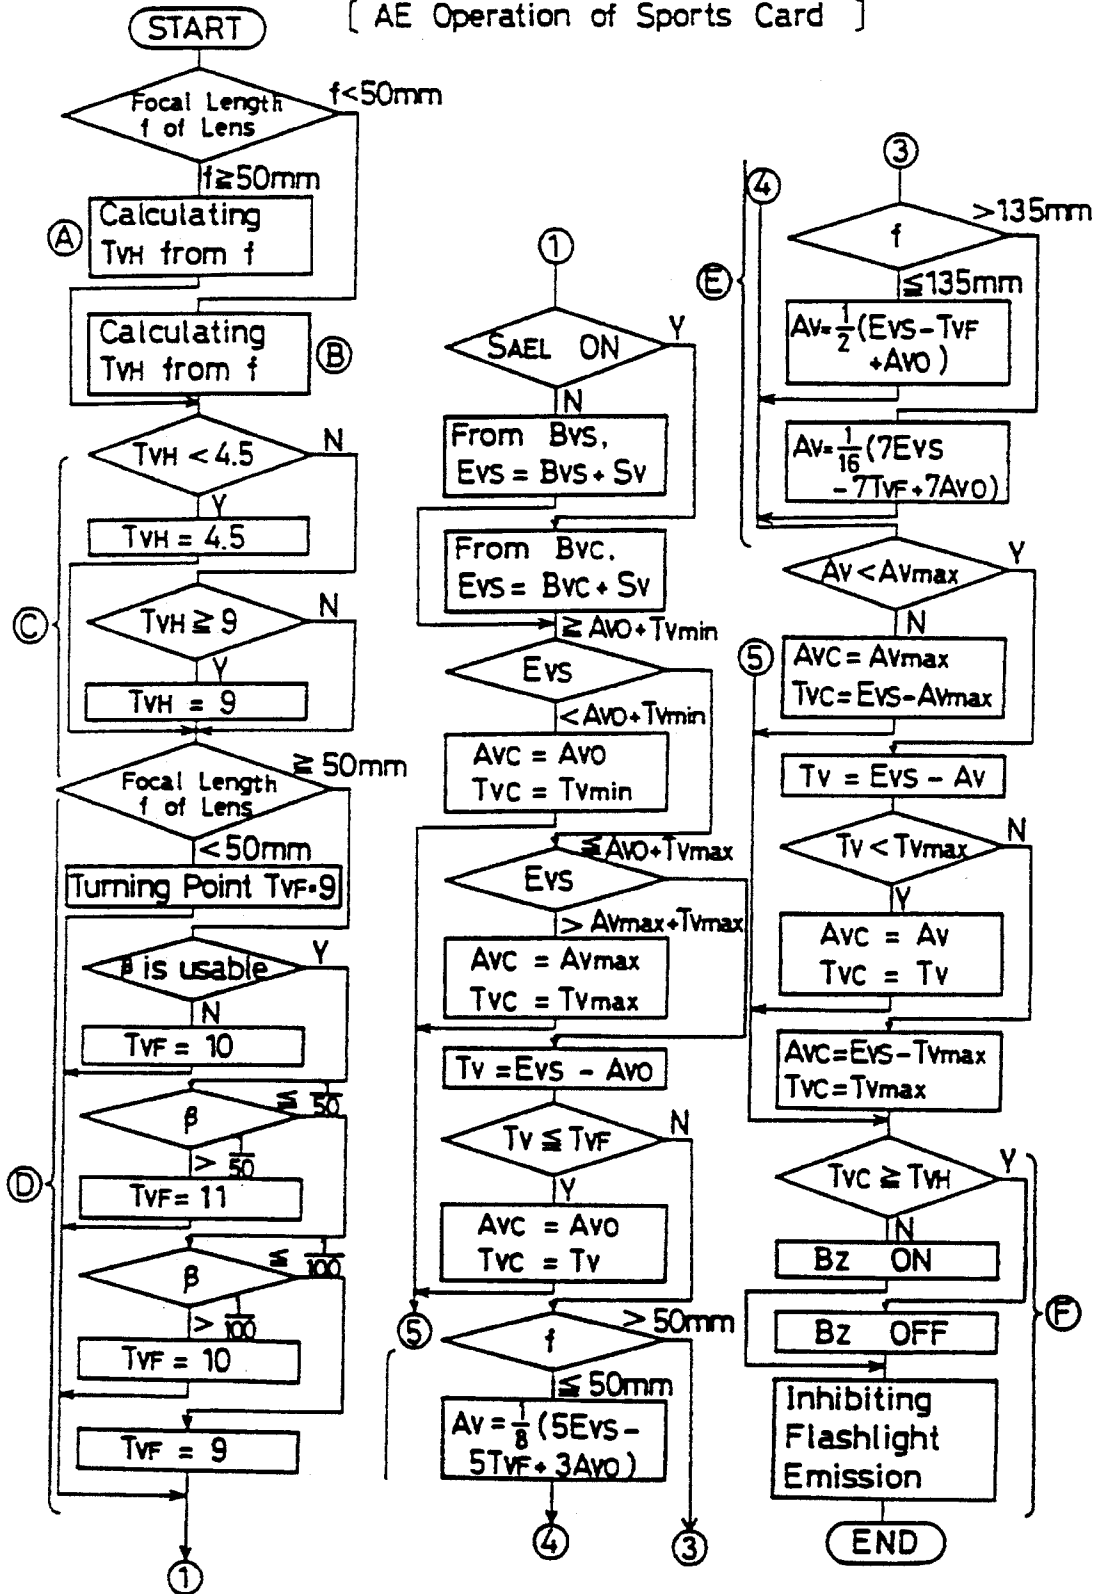 [ AE Operation of Sports Card ]
START
Focal Length
f of Lens
f<50mm
f≧50mm
Calculating
TVH from f
Ⓐ
Calculating
TVH from f
Ⓑ
TVH < 4.5
N
Y
TVH = 4.5
Ⓒ
TVH ≧ 9
N
Y
TVH = 9
Focal Length
f of Lens
≧ 50mm
<50mm
Turning Point TVF=9
β is usable
Y
N
TVF = 10
β
≦ 1/50
> 1/50
TVF = 11
Ⓓ
β
≦ 1/100
> 1/100
TVF = 10
TVF = 9
①
①
SAEL ON
Y
N
From BVS,
EVS = BVS + SV
From BVC,
EVS = BVC + SV
≧ AVO+TVmin
EVS
<AVO+TVmin
AVC = AVO
TVC = TVmin
≦AVO+TVmax
EVS
> AVmax+TVmax
AVC = AVmax
TVC = TVmax
TV = EVS - AVO
TV ≦ TVF
N
Y
AVC = AVO
TVC = TV
⑤
f
>50mm
≦ 50mm
AV = 1/8 (5EVS-
5TVF+3AVO)
④
③
③
④
f
>135mm
≦135mm
Ⓔ
AV=1/2(EVS-TVF
+AVO)
AV=1/16(7EVS
-7TVF+7AVO)
AV<AVmax
Y
N
⑤
AVC=AVmax
TVC=EVS-AVmax
TV = EVS - AV
TV<TVmax
N
Y
AVC = AV
TVC = TV
AVC=EVS-TVmax
TVC=TVmax
TVC ≧ TVH
Y
N
BZ ON
BZ OFF
Ⓕ
Inhibiting
Flashlight
Emission
END